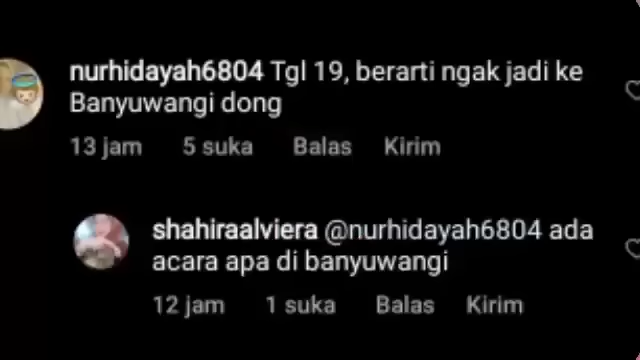 nurhidayah6804 Tgl 19, berarti ngak jadi ke
Banyuwangi dong
13 jam 5 suka Balas Kirim
shahiraalviera @nurhidayah6804 ada
acara apa di banyuwangi
12 jam 1 suka Balas Kirim